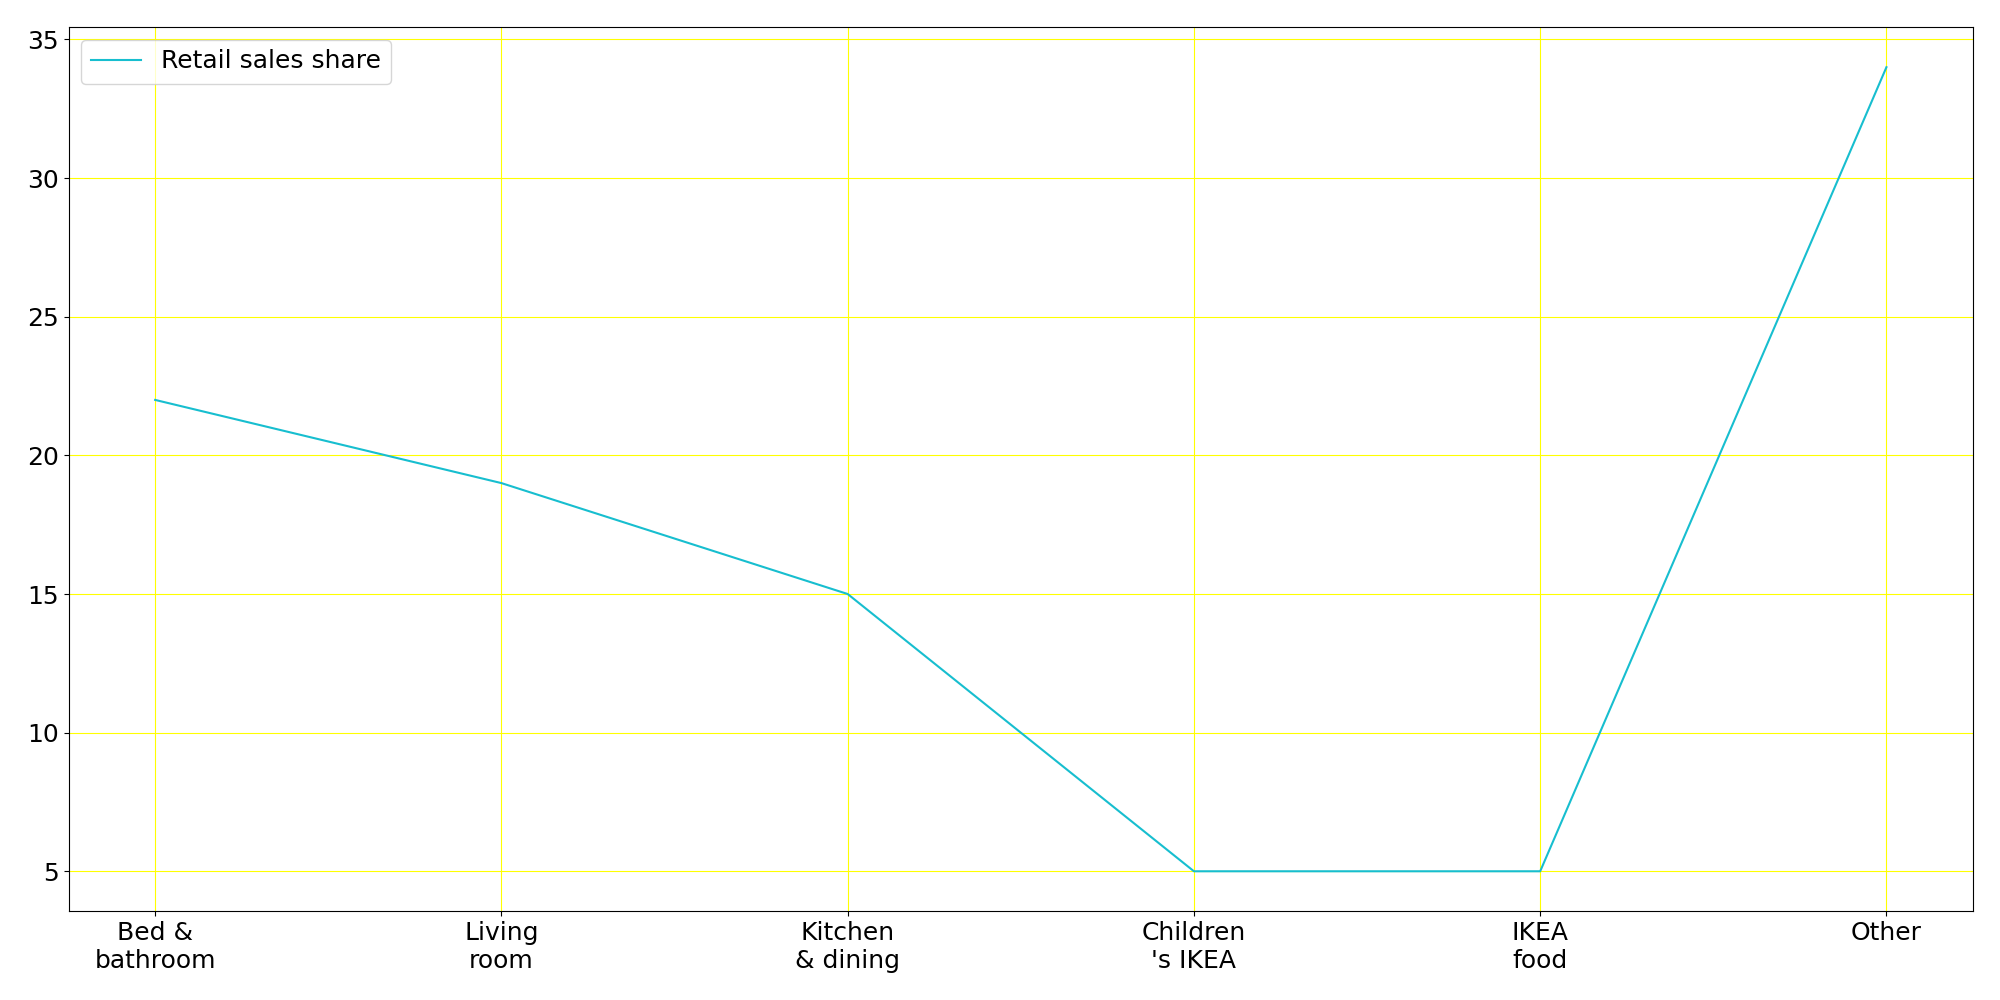 35
Retail sales share
30
25
20
15
10
5
Bed &
bathroom
Living
room
Kitchen
& dining
Children
's IKEA
IKEA
food
Other